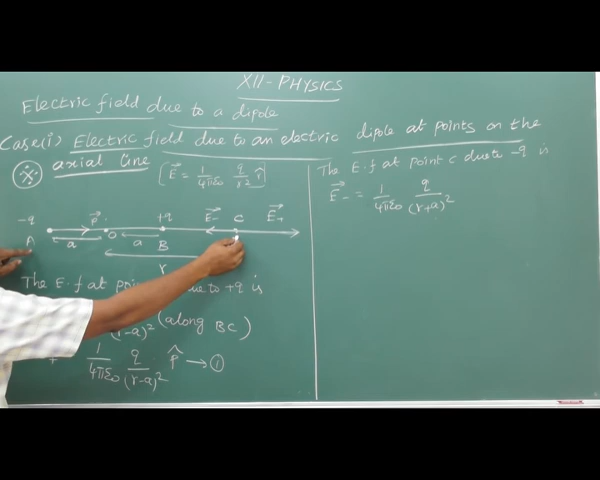 XII-PHYSICS
Electric field due to a dipole
Case(i) Electric field due to an electric dipole at points on the
axial line
[E⃗ = 1/4πε₀ q/r² r̂]
-q p⃗ +q E⃗₋ C E⃗₊
A a O a B
r
The E.f at due to +q is
(r-a)² (along BC)
1/4πε₀ q/(r-a)² p̂ → ①
The E.f at point C due to -q is
E⃗₋ = 1/4πε₀ q/(r+a)²